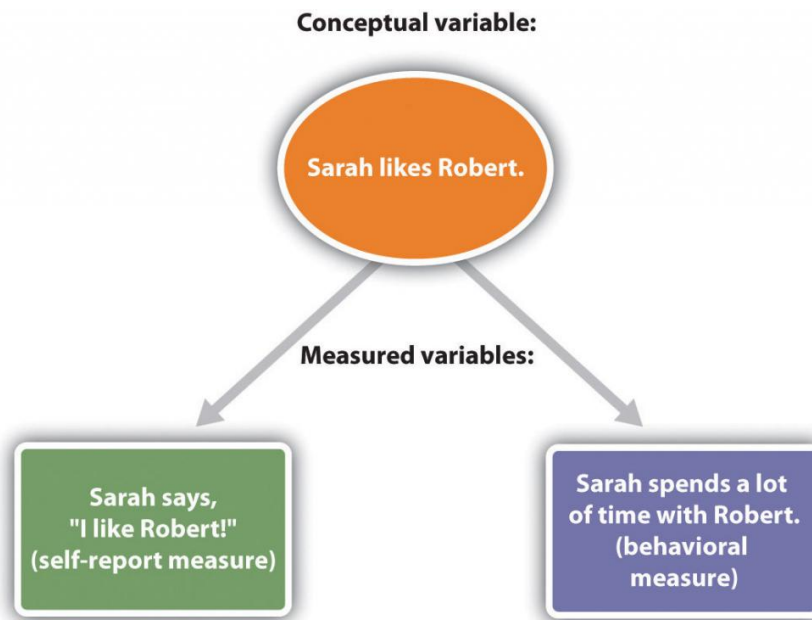 Conceptual variable:
Sarah likes Robert.
Measured variables:
Sarah says,
"I like Robert!"
(self-report measure)
Sarah spends a lot
of time with Robert.
(behavioral
measure)